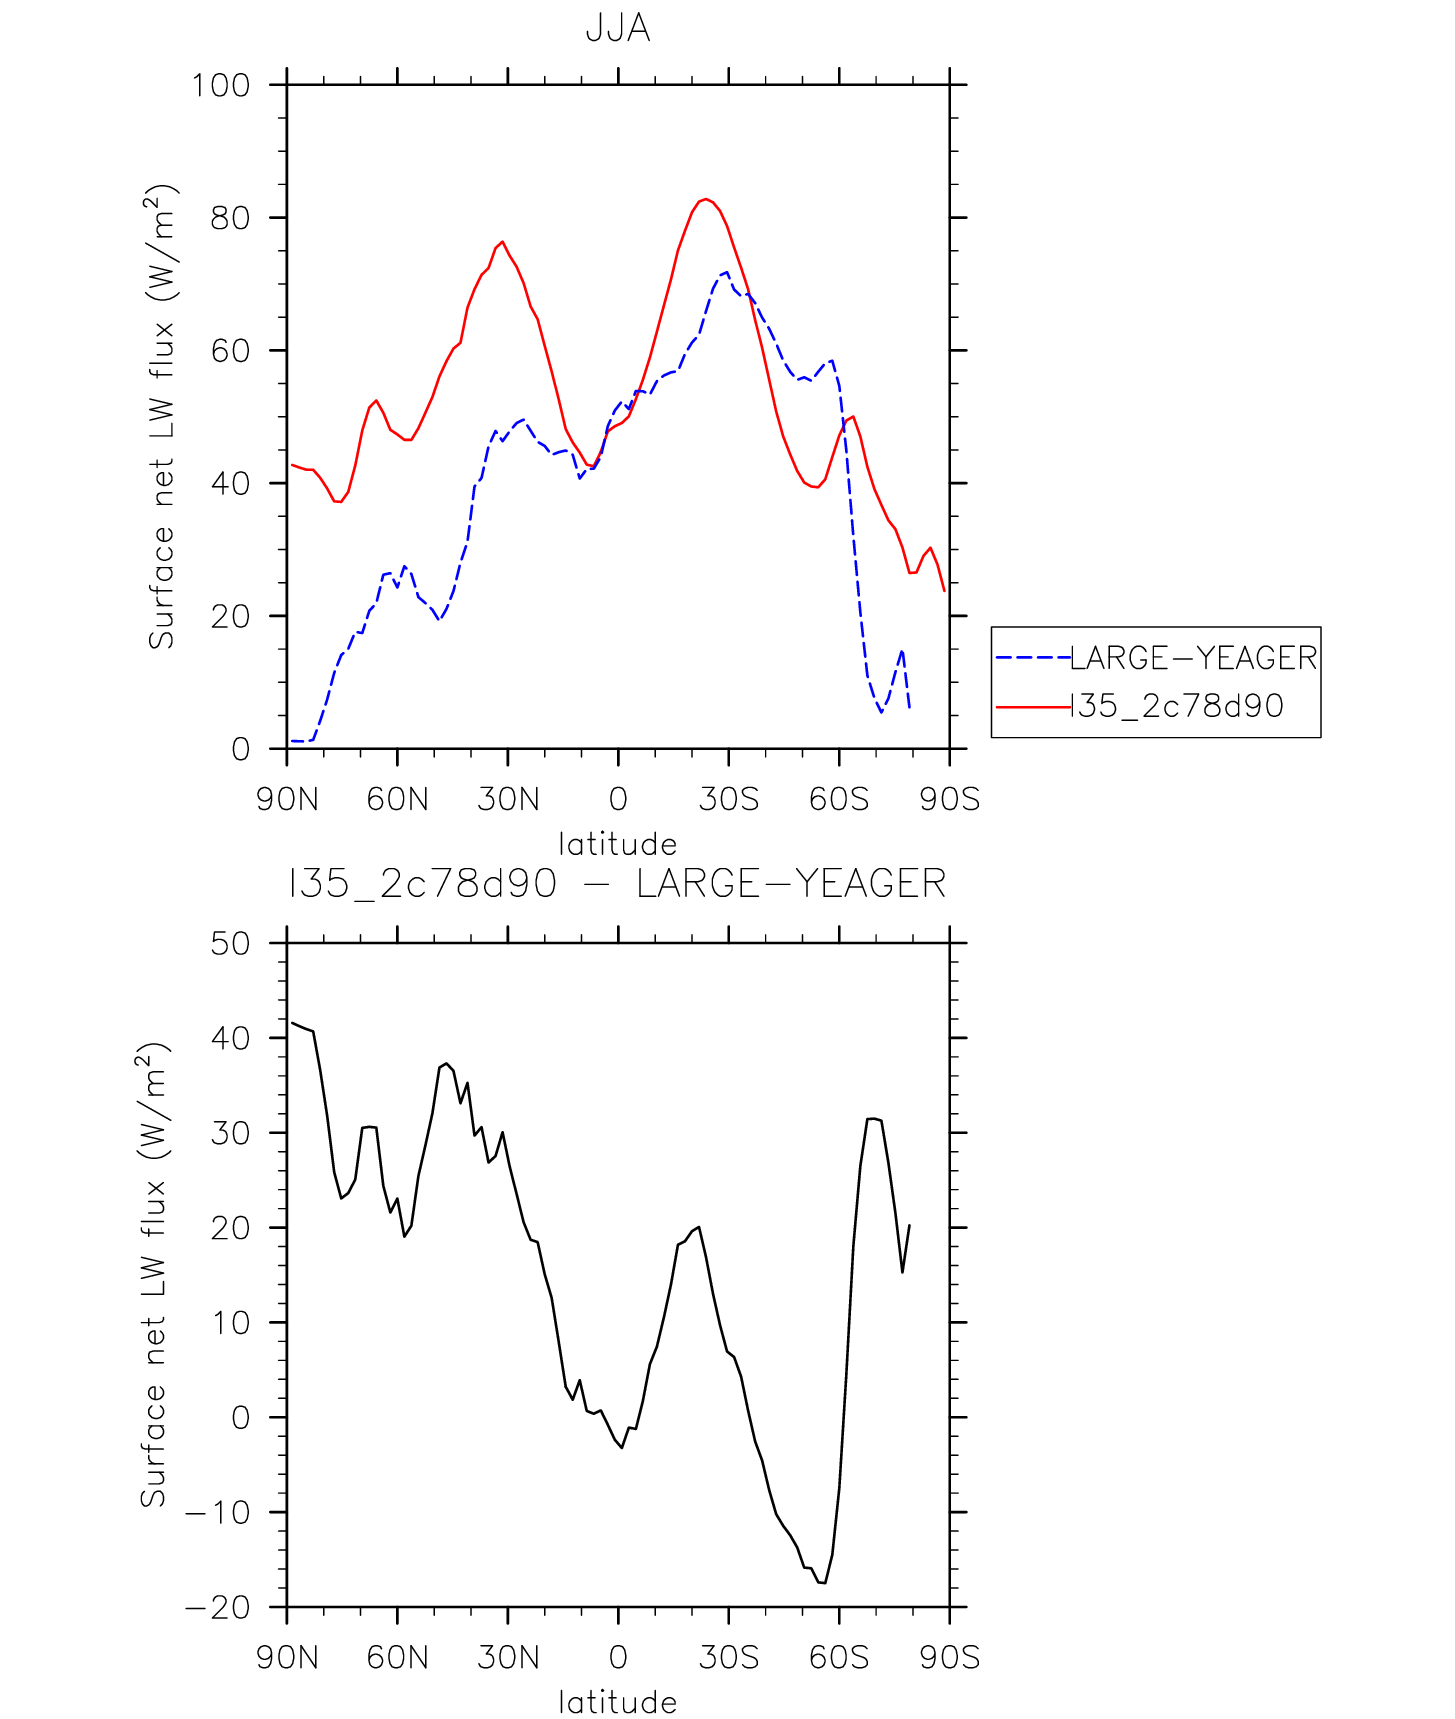 JJA
100
80
60
40
20
0
Surface net LW flux (W/m²)
90N 60N 30N 0 30S 60S 90S
latitude
LARGE-YEAGER
I35_2c78d90
I35_2c78d90 - LARGE-YEAGER
50
40
30
20
10
0
-10
-20
Surface net LW flux (W/m²)
90N 60N 30N 0 30S 60S 90S
latitude